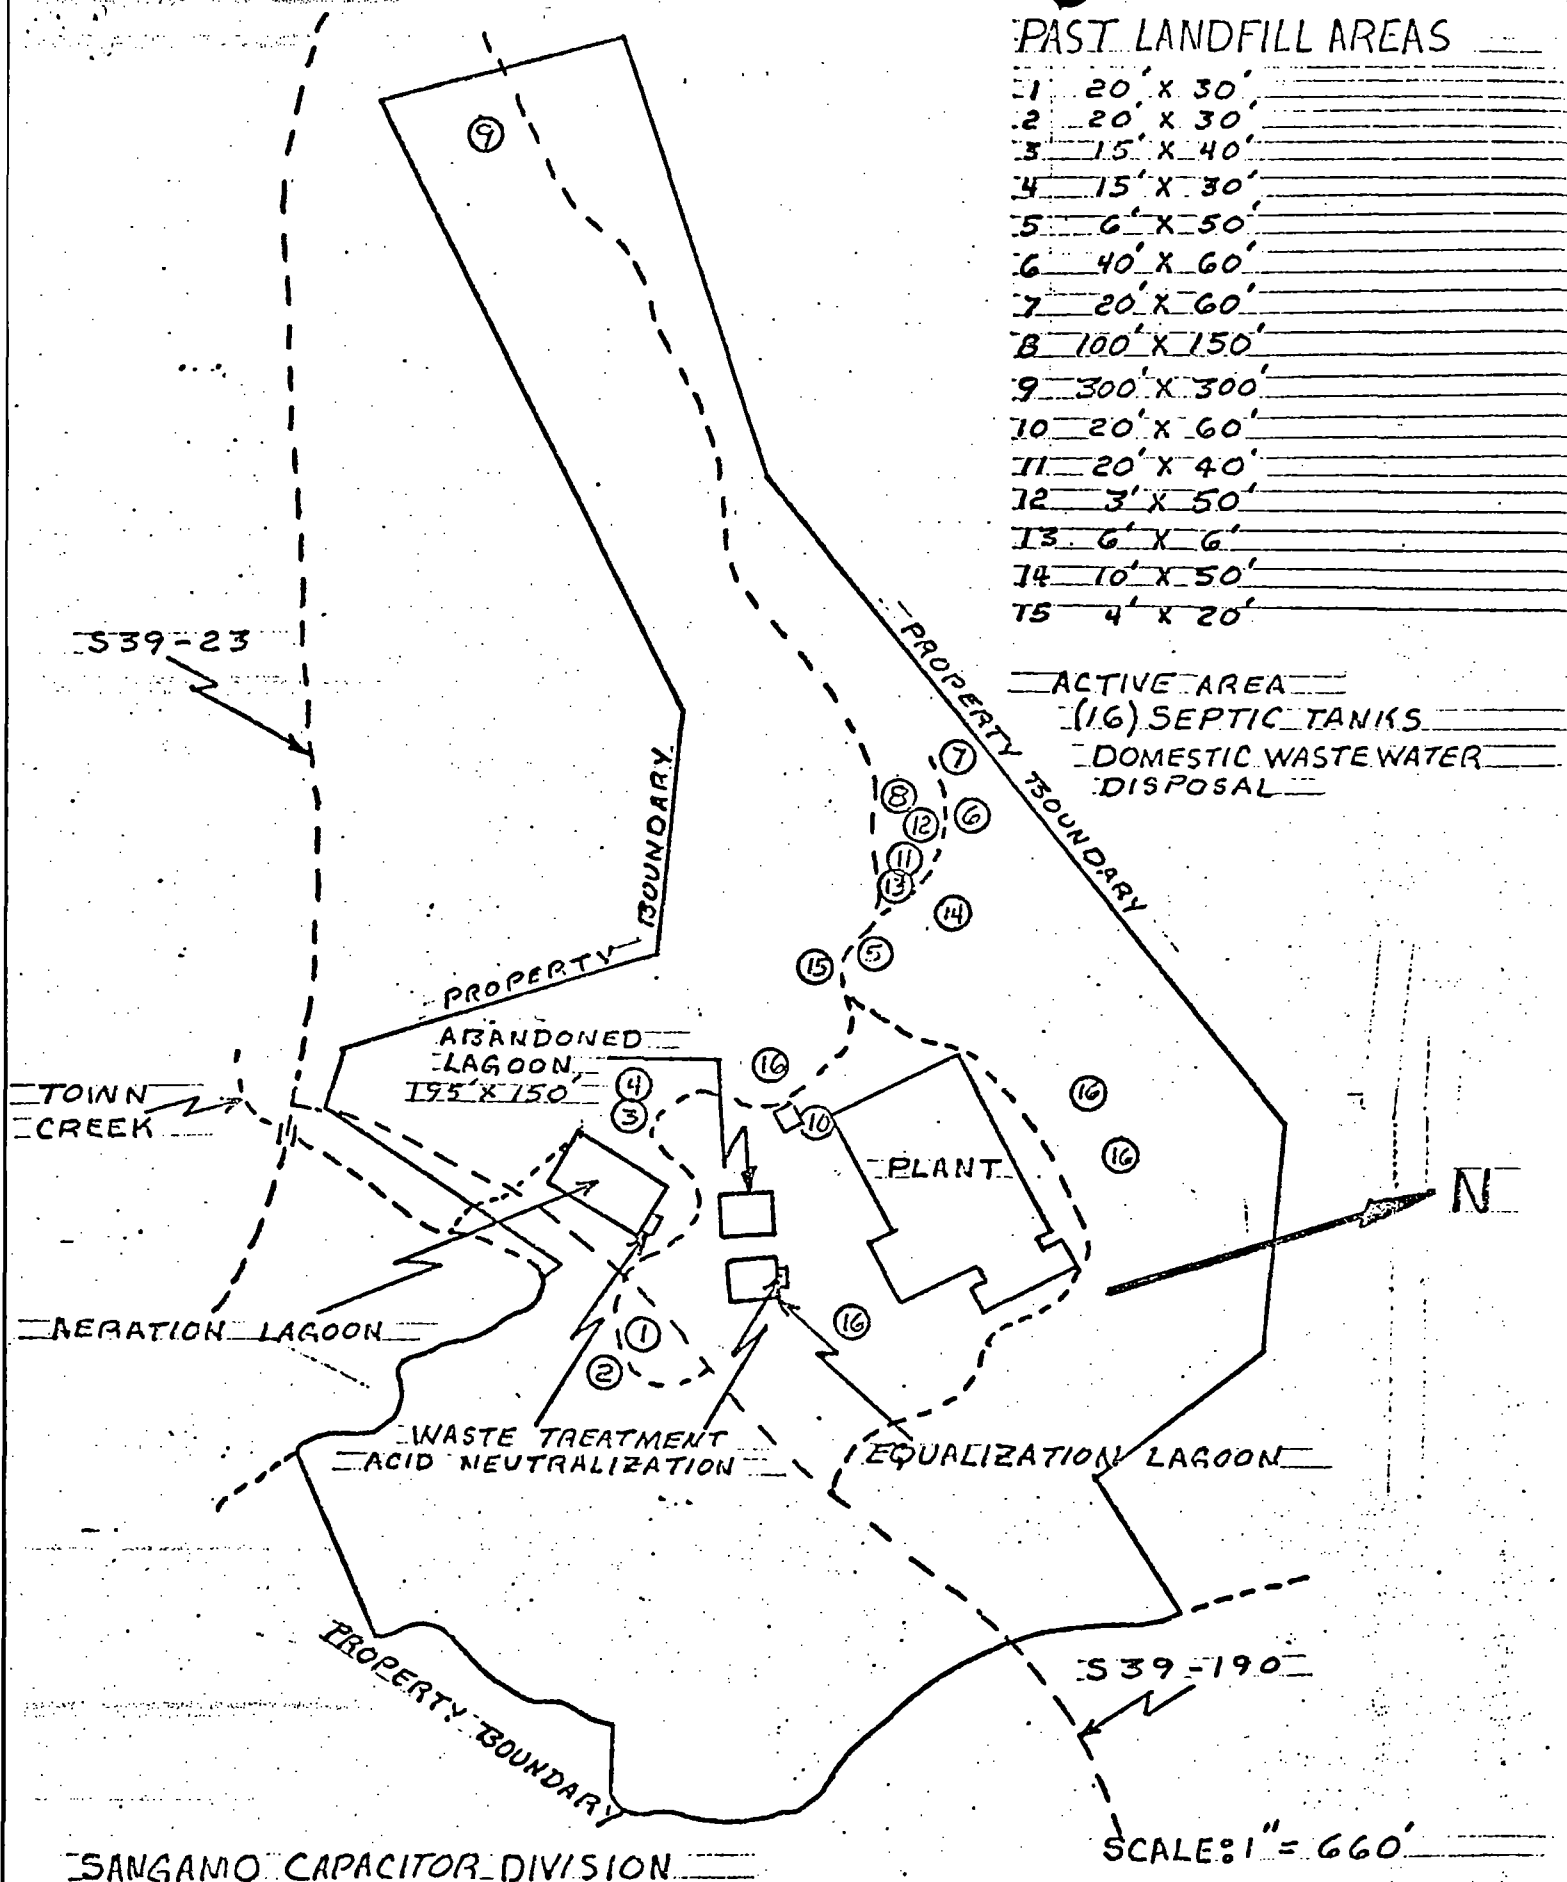 PAST LANDFILL AREAS
1 20' X 30'
2 20' X 30'
3 15' X 40'
4 15' X 30'
5 6' X 50'
6 40' X 60'
7 20' X 60'
8 100' X 150'
9 300' X 300'
10 20' X 60'
11 20' X 40'
12 3' X 50'
13 6' X 6'
14 10' X 50'
15 4' X 20'
ACTIVE AREA
(16) SEPTIC TANKS
DOMESTIC WASTEWATER
DISPOSAL
9
S39-23
PROPERTY BOUNDARY
7
8
6
12
11
13
14
5
15
PROPERTY BOUNDARY
ABANDONED
LAGOON
195' X 150'
16
4
3
10
16
16
TOWN
CREEK
PLANT
N
AERATION LAGOON
1
2
16
WASTE TREATMENT
ACID NEUTRALIZATION
EQUALIZATION LAGOON
PROPERTY BOUNDARY
S39-190
SCALE: 1" = 660'
SANGAMO CAPACITOR DIVISION